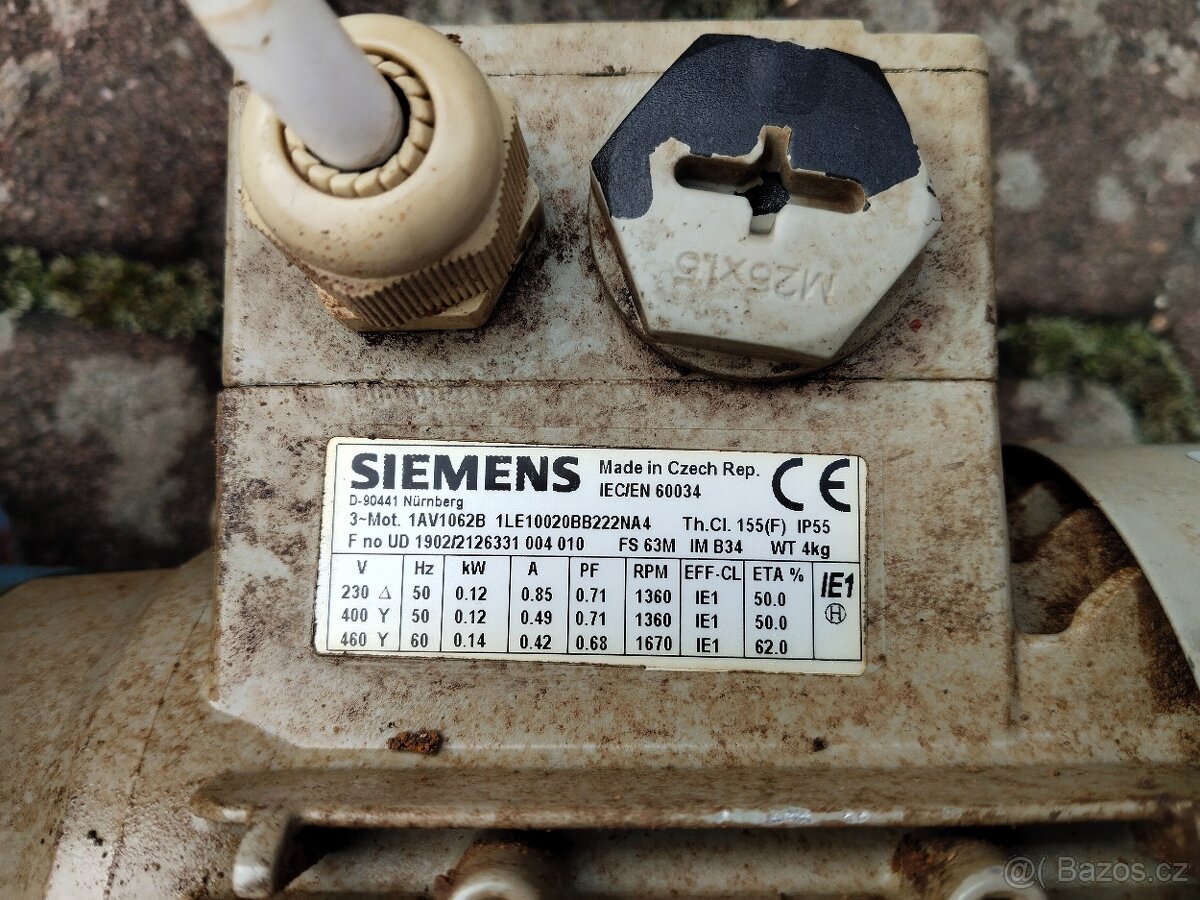 M25X1.5
SIEMENS Made in Czech Rep. CE
D-90441 Nürnberg IEC/EN 60034
3~Mot. 1AV1062B 1LE10020BB222NA4 Th.Cl. 155(F) IP55
F no UD 1902/2126331 004 010 FS 63M IM B34 WT 4kg
V Hz kW A PF RPM EFF-CL ETA % IE1
230 Δ 50 0.12 0.85 0.71 1360 IE1 50.0
400 Y 50 0.12 0.49 0.71 1360 IE1 50.0 H
460 Y 60 0.14 0.42 0.68 1670 IE1 62.0
@( Bazos.cz